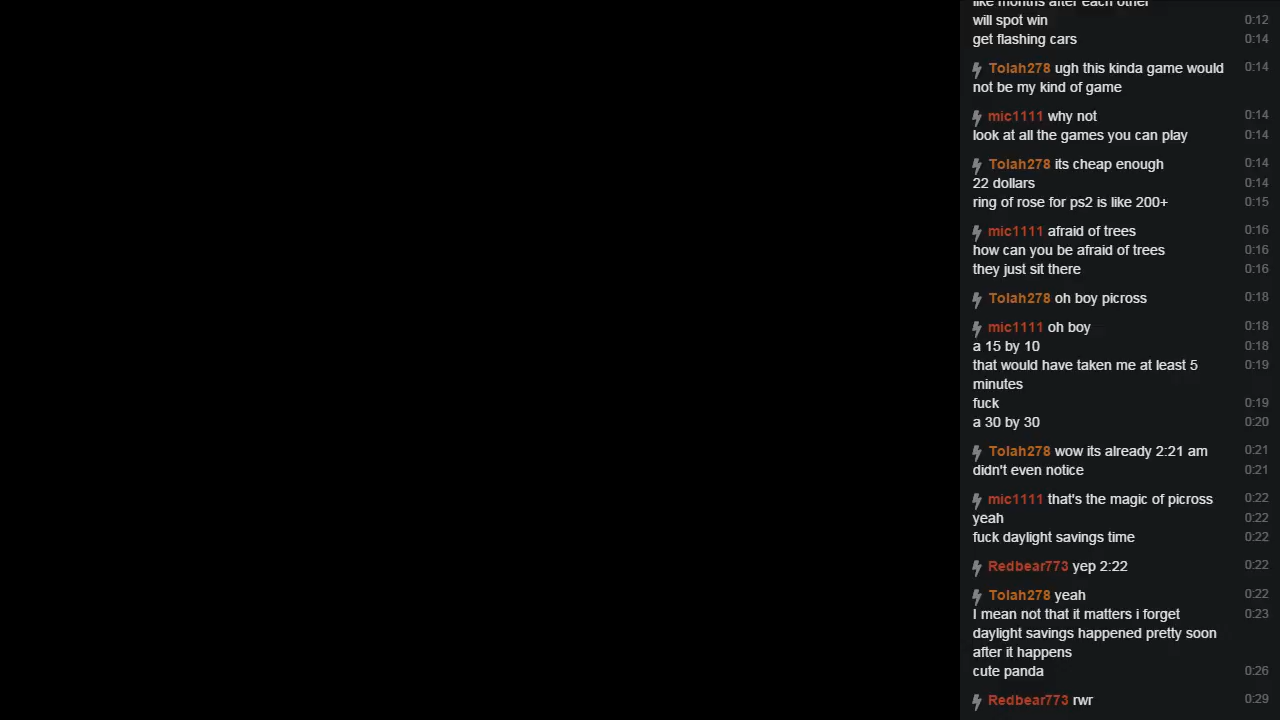 like months after each other
will spot win 0:12
get flashing cars 0:14
Tolah278 ugh this kinda game would 0:14
not be my kind of game
mic1111 why not 0:14
look at all the games you can play 0:14
Tolah278 its cheap enough 0:14
22 dollars 0:14
ring of rose for ps2 is like 200+ 0:15
mic1111 afraid of trees 0:16
how can you be afraid of trees 0:16
they just sit there 0:16
Tolah278 oh boy picross 0:18
mic1111 oh boy 0:18
a 15 by 10 0:18
that would have taken me at least 5 0:19
minutes
fuck 0:19
a 30 by 30 0:20
Tolah278 wow its already 2:21 am 0:21
didn't even notice 0:21
mic1111 that's the magic of picross 0:22
yeah 0:22
fuck daylight savings time 0:22
Redbear773 yep 2:22 0:22
Tolah278 yeah 0:22
I mean not that it matters i forget 0:23
daylight savings happened pretty soon
after it happens
cute panda 0:26
Redbear773 rwr 0:29